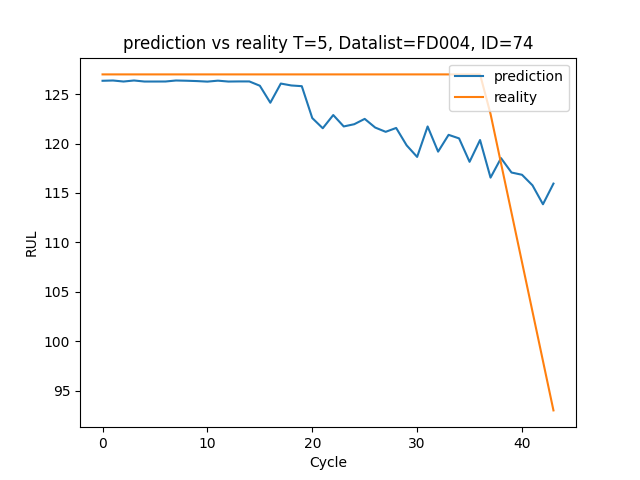 prediction vs reality T=5, Datalist=FD004, ID=74
prediction
reality
125
120
115
110
105
100
95
RUL
0 10 20 30 40
Cycle